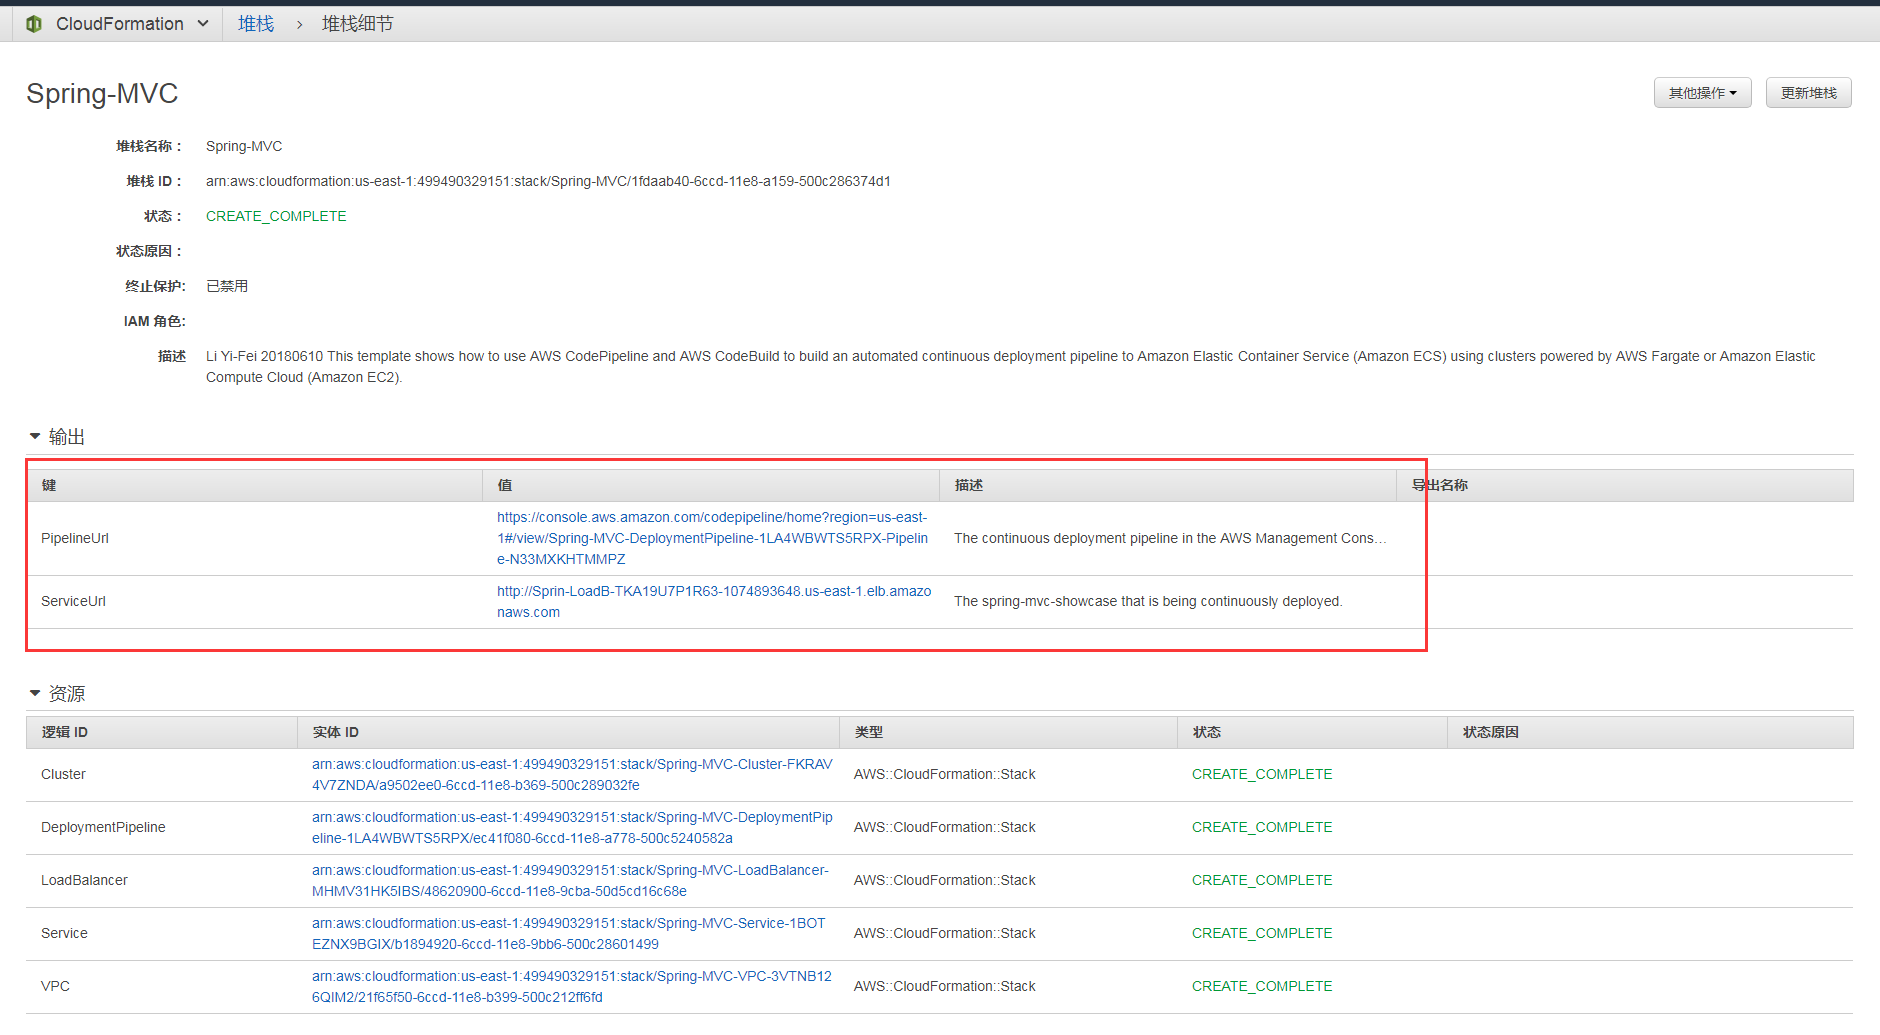 CloudFormation 堆栈 › 堆栈细节
Spring-MVC
其他操作 更新堆栈
堆栈名称： Spring-MVC
堆栈 ID： arn:aws:cloudformation:us-east-1:499490329151:stack/Spring-MVC/1fdaab40-6ccd-11e8-a159-500c286374d1
状态： CREATE_COMPLETE
状态原因：
终止保护: 已禁用
IAM 角色:
描述 Li Yi-Fei 20180610 This template shows how to use AWS CodePipeline and AWS CodeBuild to build an automated continuous deployment pipeline to Amazon Elastic Container Service (Amazon ECS) using clusters powered by AWS Fargate or Amazon Elastic
Compute Cloud (Amazon EC2).
输出
键 值 描述 导出名称
PipelineUrl
https://console.aws.amazon.com/codepipeline/home?region=us-east-
1#/view/Spring-MVC-DeploymentPipeline-1LA4WBWTS5RPX-Pipelin
e-N33MXKHTMMPZ
The continuous deployment pipeline in the AWS Management Cons…
ServiceUrl
http://Sprin-LoadB-TKA19U7P1R63-1074893648.us-east-1.elb.amazo
naws.com
The spring-mvc-showcase that is being continuously deployed.
资源
逻辑 ID 实体 ID 类型 状态 状态原因
Cluster
arn:aws:cloudformation:us-east-1:499490329151:stack/Spring-MVC-Cluster-FKRAV
4V7ZNDA/a9502ee0-6ccd-11e8-b369-500c289032fe
AWS::CloudFormation::Stack CREATE_COMPLETE
DeploymentPipeline
arn:aws:cloudformation:us-east-1:499490329151:stack/Spring-MVC-DeploymentPip
eline-1LA4WBWTS5RPX/ec41f080-6ccd-11e8-a778-500c5240582a
AWS::CloudFormation::Stack CREATE_COMPLETE
LoadBalancer
arn:aws:cloudformation:us-east-1:499490329151:stack/Spring-MVC-LoadBalancer-
MHMV31HK5IBS/48620900-6ccd-11e8-9cba-50d5cd16c68e
AWS::CloudFormation::Stack CREATE_COMPLETE
Service
arn:aws:cloudformation:us-east-1:499490329151:stack/Spring-MVC-Service-1BOT
EZNX9BGIX/b1894920-6ccd-11e8-9bb6-500c28601499
AWS::CloudFormation::Stack CREATE_COMPLETE
VPC
arn:aws:cloudformation:us-east-1:499490329151:stack/Spring-MVC-VPC-3VTNB12
6QIM2/21f65f50-6ccd-11e8-b399-500c212ff6fd
AWS::CloudFormation::Stack CREATE_COMPLETE